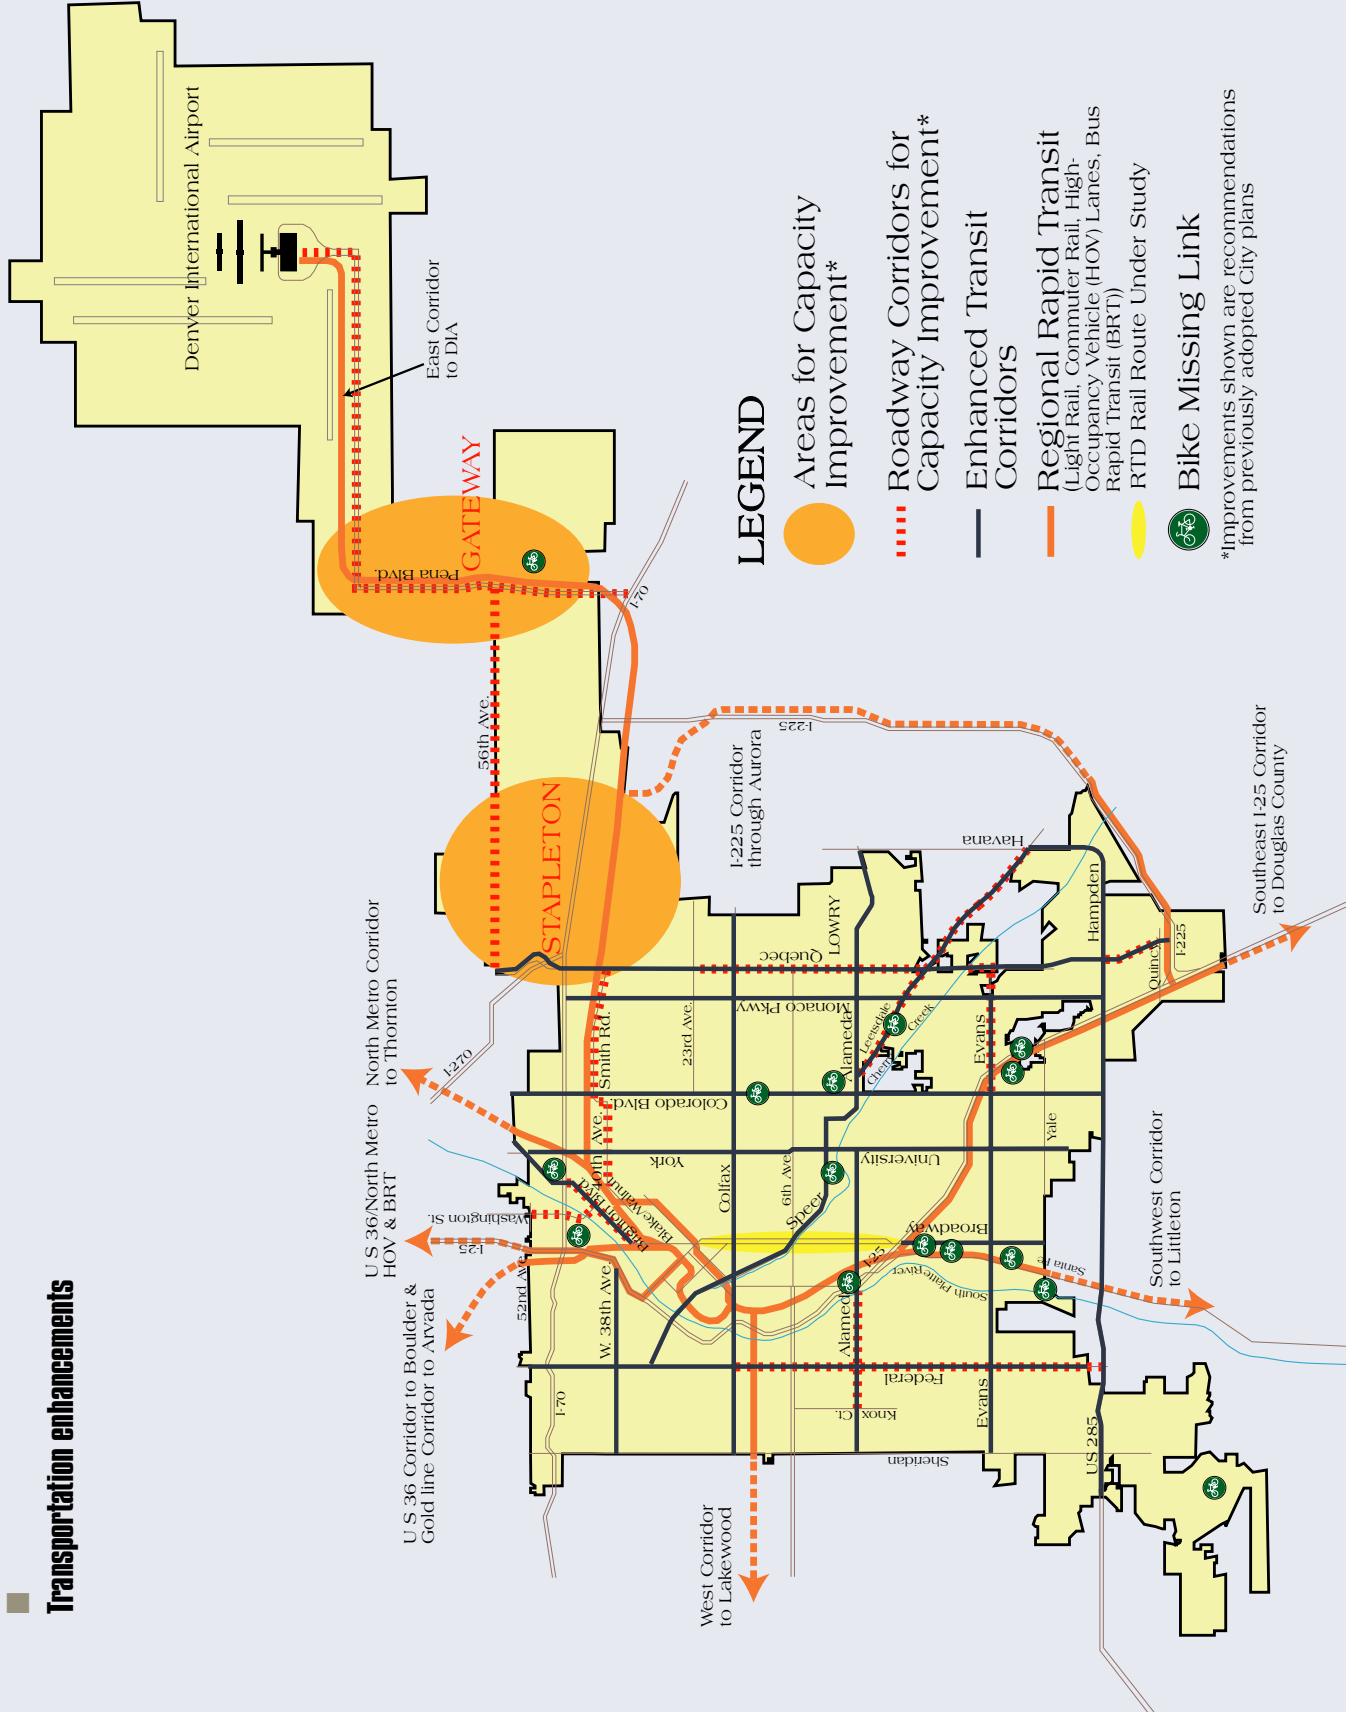 Transportation enhancements
Denver International Airport
East Corridor
to DIA
GATEWAY
Pena Blvd.
I-70
56th Ave.
STAPLETON
I-225
I-225 Corridor
through Aurora
North Metro Corridor
to Thornton
I-270
U S 36/North Metro
HOV & BRT
U S 36 Corridor to Boulder &
Gold line Corridor to Arvada
Washington St.
I-25
52nd Ave.
W. 38th Ave.
I-70
Smith Rd.
40th Ave.
Brighton Blvd.
Blake/Walnut
York
Colorado Blvd.
23rd Ave.
Colfax
6th Ave.
Speer
Quebec
Monaco Pkwy
LOWRY
Alameda
Leetsdale
Cherry
Creek
Havana
Hampden
Quincy
I-225
Evans
Yale
University
Broadway
I-25
South Platte River
Santa Fe
Alameda
Federal
Knox Ct.
Evans
Sheridan
US 285
West Corridor
to Lakewood
Southwest Corridor
to Littleton
Southeast I-25 Corridor
to Douglas County
LEGEND
Areas for Capacity
Improvement*
Roadway Corridors for
Capacity Improvement*
Enhanced Transit
Corridors
Regional Rapid Transit
(Light Rail, Commuter Rail, High-
Occupancy Vehicle (HOV) Lanes, Bus
Rapid Transit (BRT))
RTD Rail Route Under Study
Bike Missing Link
*Improvements shown are recommendations
from previously adopted City plans